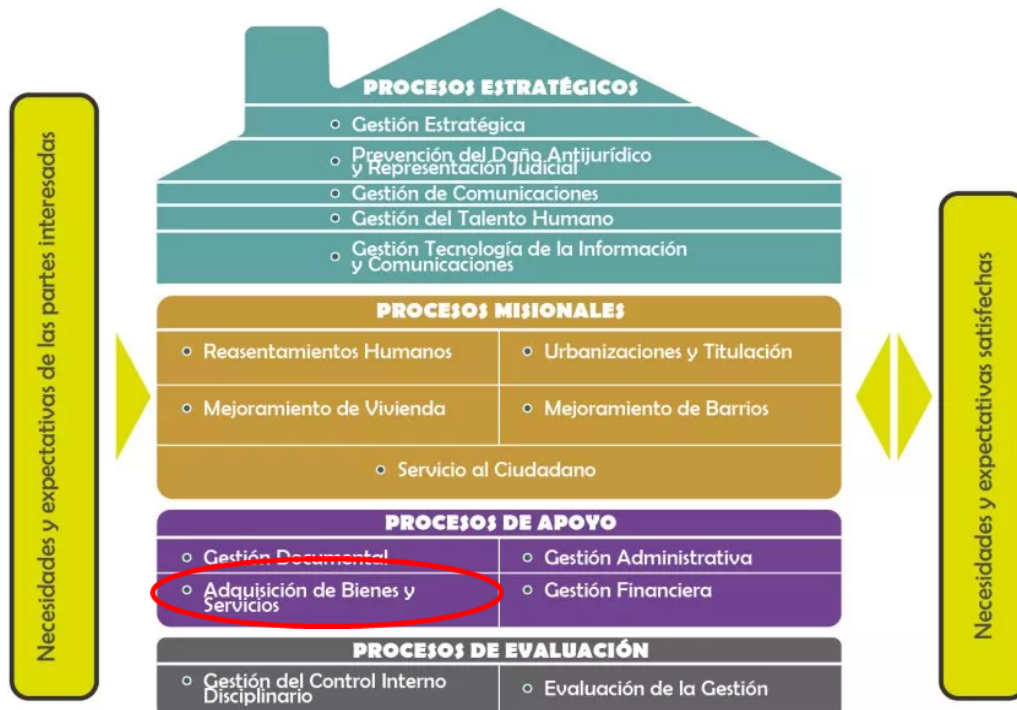 Necesidades y expectativas de las partes interesadas
PROCESOS ESTRATÉGICOS
Gestión Estratégica
Prevención del Daño Antijurídico
y Representación Judicial
Gestión de Comunicaciones
Gestión del Talento Humano
Gestión Tecnología de la Información
y Comunicaciones
PROCESOS MISIONALES
Reasentamientos Humanos
Urbanizaciones y Titulación
Mejoramiento de Vivienda
Mejoramiento de Barrios
Servicio al Ciudadano
PROCESOS DE APOYO
Gestión Documental
Gestión Administrativa
Adquisición de Bienes y
Servicios
Gestión Financiera
PROCESOS DE EVALUACIÓN
Gestión del Control Interno
Disciplinario
Evaluación de la Gestión
Necesidades y expectativas satisfechas